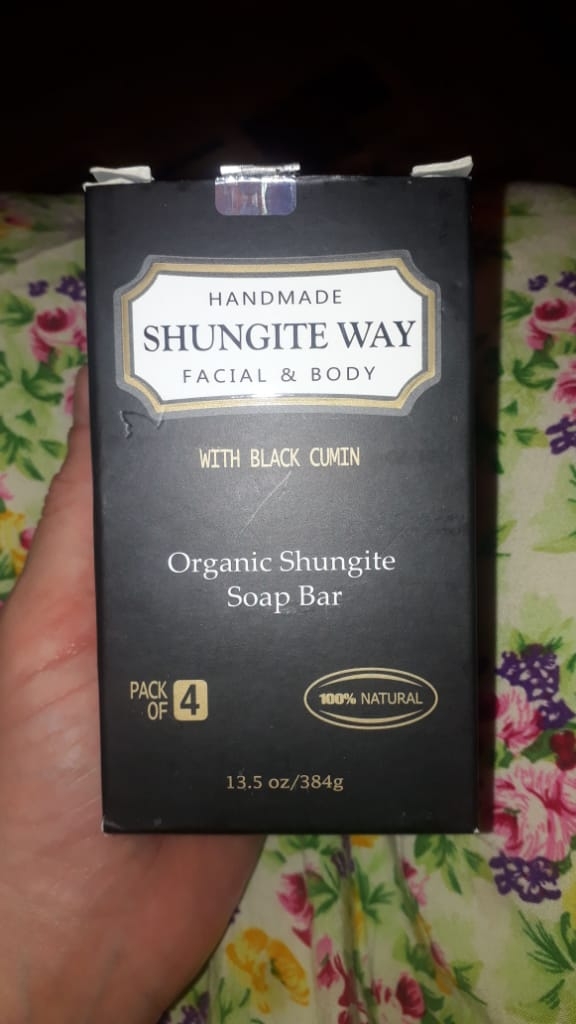 HANDMADE
SHUNGITE WAY
FACIAL & BODY
WITH BLACK CUMIN
Organic Shungite
Soap Bar
PACK
OF 4
100% NATURAL
13.5 oz/384g